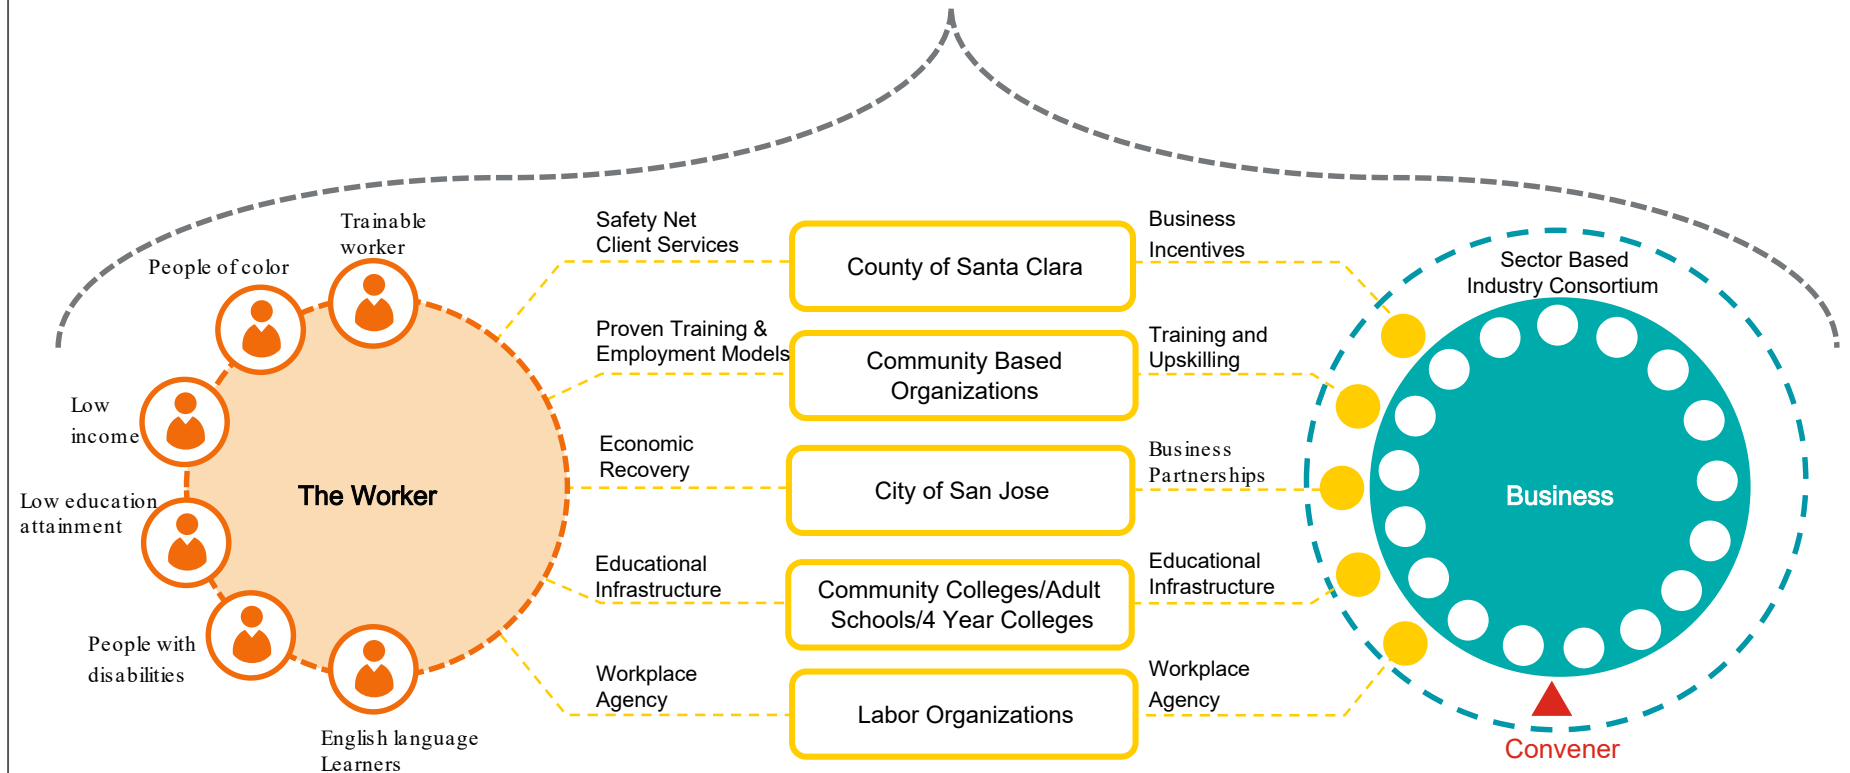 Trainable
worker
People of color
Low
income
Low education
attainment
People with
disabilities
English language
Learners
The Worker
Safety Net
Client Services
Proven Training &
Employment Models
Economic
Recovery
Educational
Infrastructure
Workplace
Agency
County of Santa Clara
Community Based
Organizations
City of San Jose
Community Colleges/Adult
Schools/4 Year Colleges
Labor Organizations
Business
Incentives
Training and
Upskilling
Business
Partnerships
Educational
Infrastructure
Workplace
Agency
Sector Based
Industry Consortium
Business
Convener